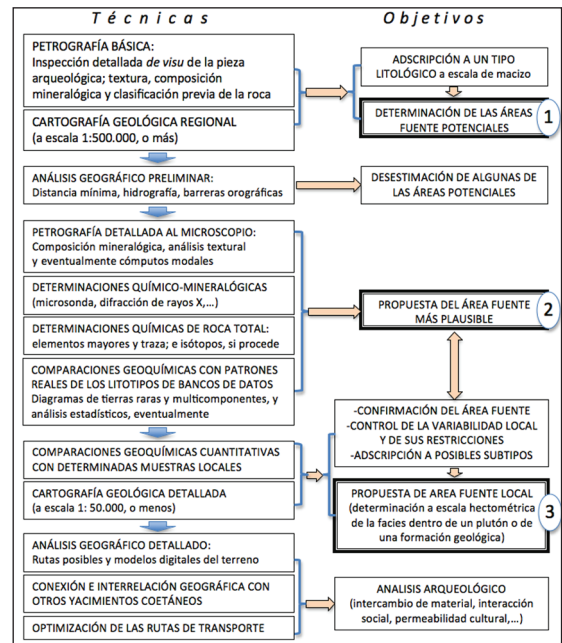 Técnicas
Objetivos
PETROGRAFÍA BÁSICA:
Inspección detallada de visu de la pieza
arqueológica; textura, composición
mineralógica y clasificación previa de la roca
CARTOGRAFÍA GEOLÓGICA REGIONAL
(a escala 1:500.000, o más)
ADSCRIPCIÓN A UN TIPO
LITOLÓGICO a escala de macizo
DETERMINACIÓN DE LAS ÁREAS
FUENTE POTENCIALES
1
ANÁLISIS GEOGRÁFICO PRELIMINAR:
Distancia mínima, hidrografía, barreras orográficas
DESESTIMACIÓN DE ALGUNAS DE
LAS ÁREAS POTENCIALES
PETROGRAFÍA DETALLADA AL MICROSCOPIO:
Composición mineralógica, análisis textural
y eventualmente cómputos modales
DETERMINACIONES QUÍMICO-MINERALÓGICAS
(microsonda, difracción de rayos X,...)
DETERMINACIONES QUÍMICAS DE ROCA TOTAL:
elementos mayores y traza; e isótopos, si procede
COMPARACIONES GEOQUÍMICAS CON PATRONES
REALES DE LOS LITOTIPOS DE BANCOS DE DATOS
Diagramas de tierras raras y multicomponentes, y
análisis estadísticos, eventualmente
PROPUESTA DEL ÁREA FUENTE
MÁS PLAUSIBLE
2
COMPARACIONES GEOQUÍMICAS CUANTITATIVAS
CON DETERMINADAS MUESTRAS LOCALES
CARTOGRAFÍA GEOLÓGICA DETALLADA
(a escala 1: 50.000, o menos)
-CONFIRMACIÓN DEL ÁREA FUENTE
-CONTROL DE LA VARIABILIDAD LOCAL
Y DE SUS RESTRICCIONES
-ADSCRIPCIÓN A POSIBLES SUBTIPOS
PROPUESTA DE AREA FUENTE LOCAL
(determinación a escala hectométrica
de la facies dentro de un plutón o de
una formación geológica)
3
ANÁLISIS GEOGRÁFICO DETALLADO:
Rutas posibles y modelos digitales del terreno
CONEXIÓN E INTERRELACIÓN GEOGRÁFICA CON
OTROS YACIMIENTOS COETÁNEOS
OPTIMIZACIÓN DE LAS RUTAS DE TRANSPORTE
ANALISIS ARQUEOLÓGICO
(intercambio de material, interacción
social, permeabilidad cultural,...)